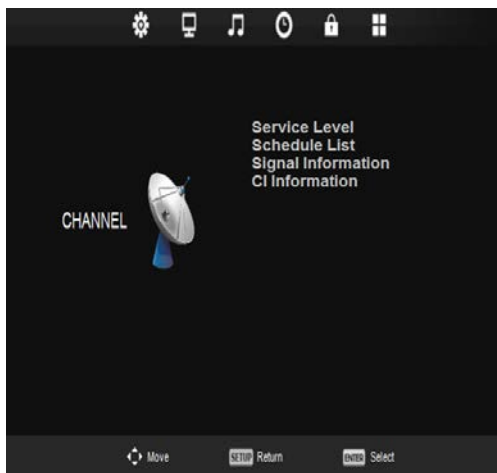 Service Level
Schedule List
Signal Information
CI Information
CHANNEL
Move SETUP Return ENTER Select